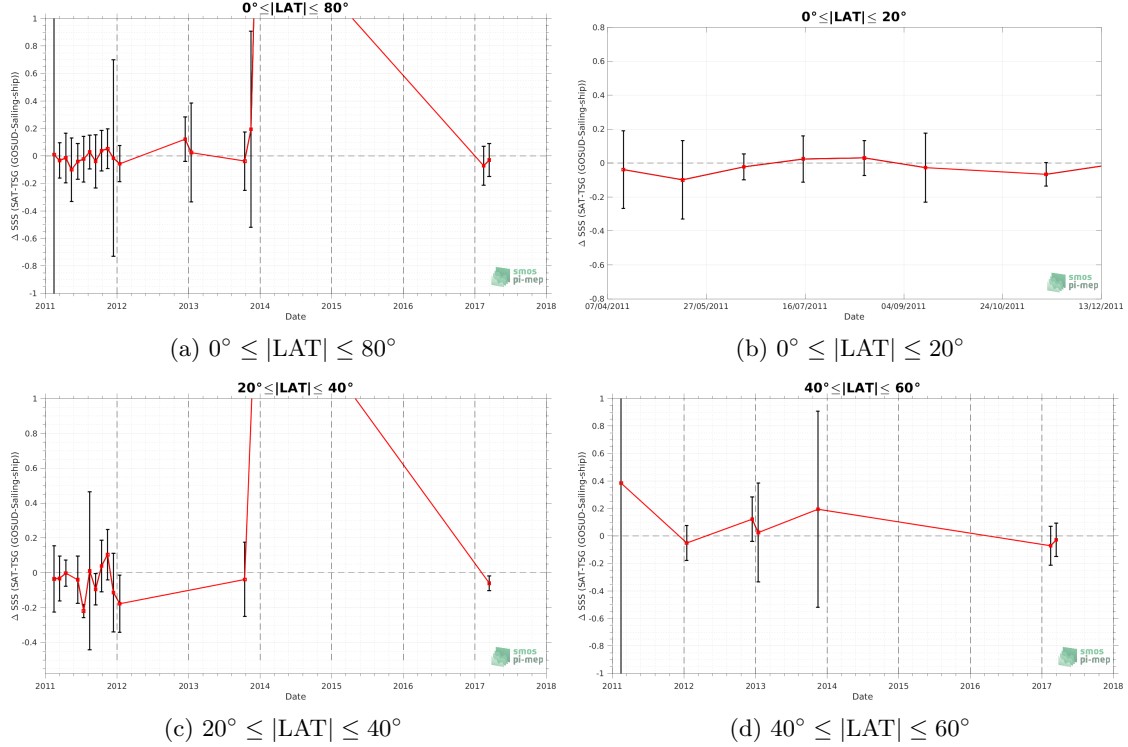 0°≤|LAT|≤ 80°
1
0.8
0.6
0.4
0.2
0
-0.2
-0.4
-0.6
-0.8
-1
Δ SSS (SAT-TSG (GOSUD-Sailing-ship))
2011 2012 2013 2014 2015 2016 2017 2018
Date
smos
pi-mep
(a) 0° ≤ |LAT| ≤ 80°
0°≤|LAT|≤ 20°
1
0.8
0.6
0.4
0.2
0
-0.2
-0.4
-0.6
-0.8
Δ SSS (SAT-TSG (GOSUD-Sailing-ship))
07/04/2011 27/05/2011 16/07/2011 04/09/2011 24/10/2011 13/12/2011
Date
smos
pi-mep
(b) 0° ≤ |LAT| ≤ 20°
20°≤|LAT|≤ 40°
1
0.8
0.6
0.4
0.2
0
-0.2
-0.4
Δ SSS (SAT-TSG (GOSUD-Sailing-ship))
2011 2012 2013 2014 2015 2016 2017 2018
Date
smos
pi-mep
(c) 20° ≤ |LAT| ≤ 40°
40°≤|LAT|≤ 60°
1
0.8
0.6
0.4
0.2
0
-0.2
-0.4
-0.6
-0.8
-1
Δ SSS (SAT-TSG (GOSUD-Sailing-ship))
2011 2012 2013 2014 2015 2016 2017 2018
Date
smos
pi-mep
(d) 40° ≤ |LAT| ≤ 60°